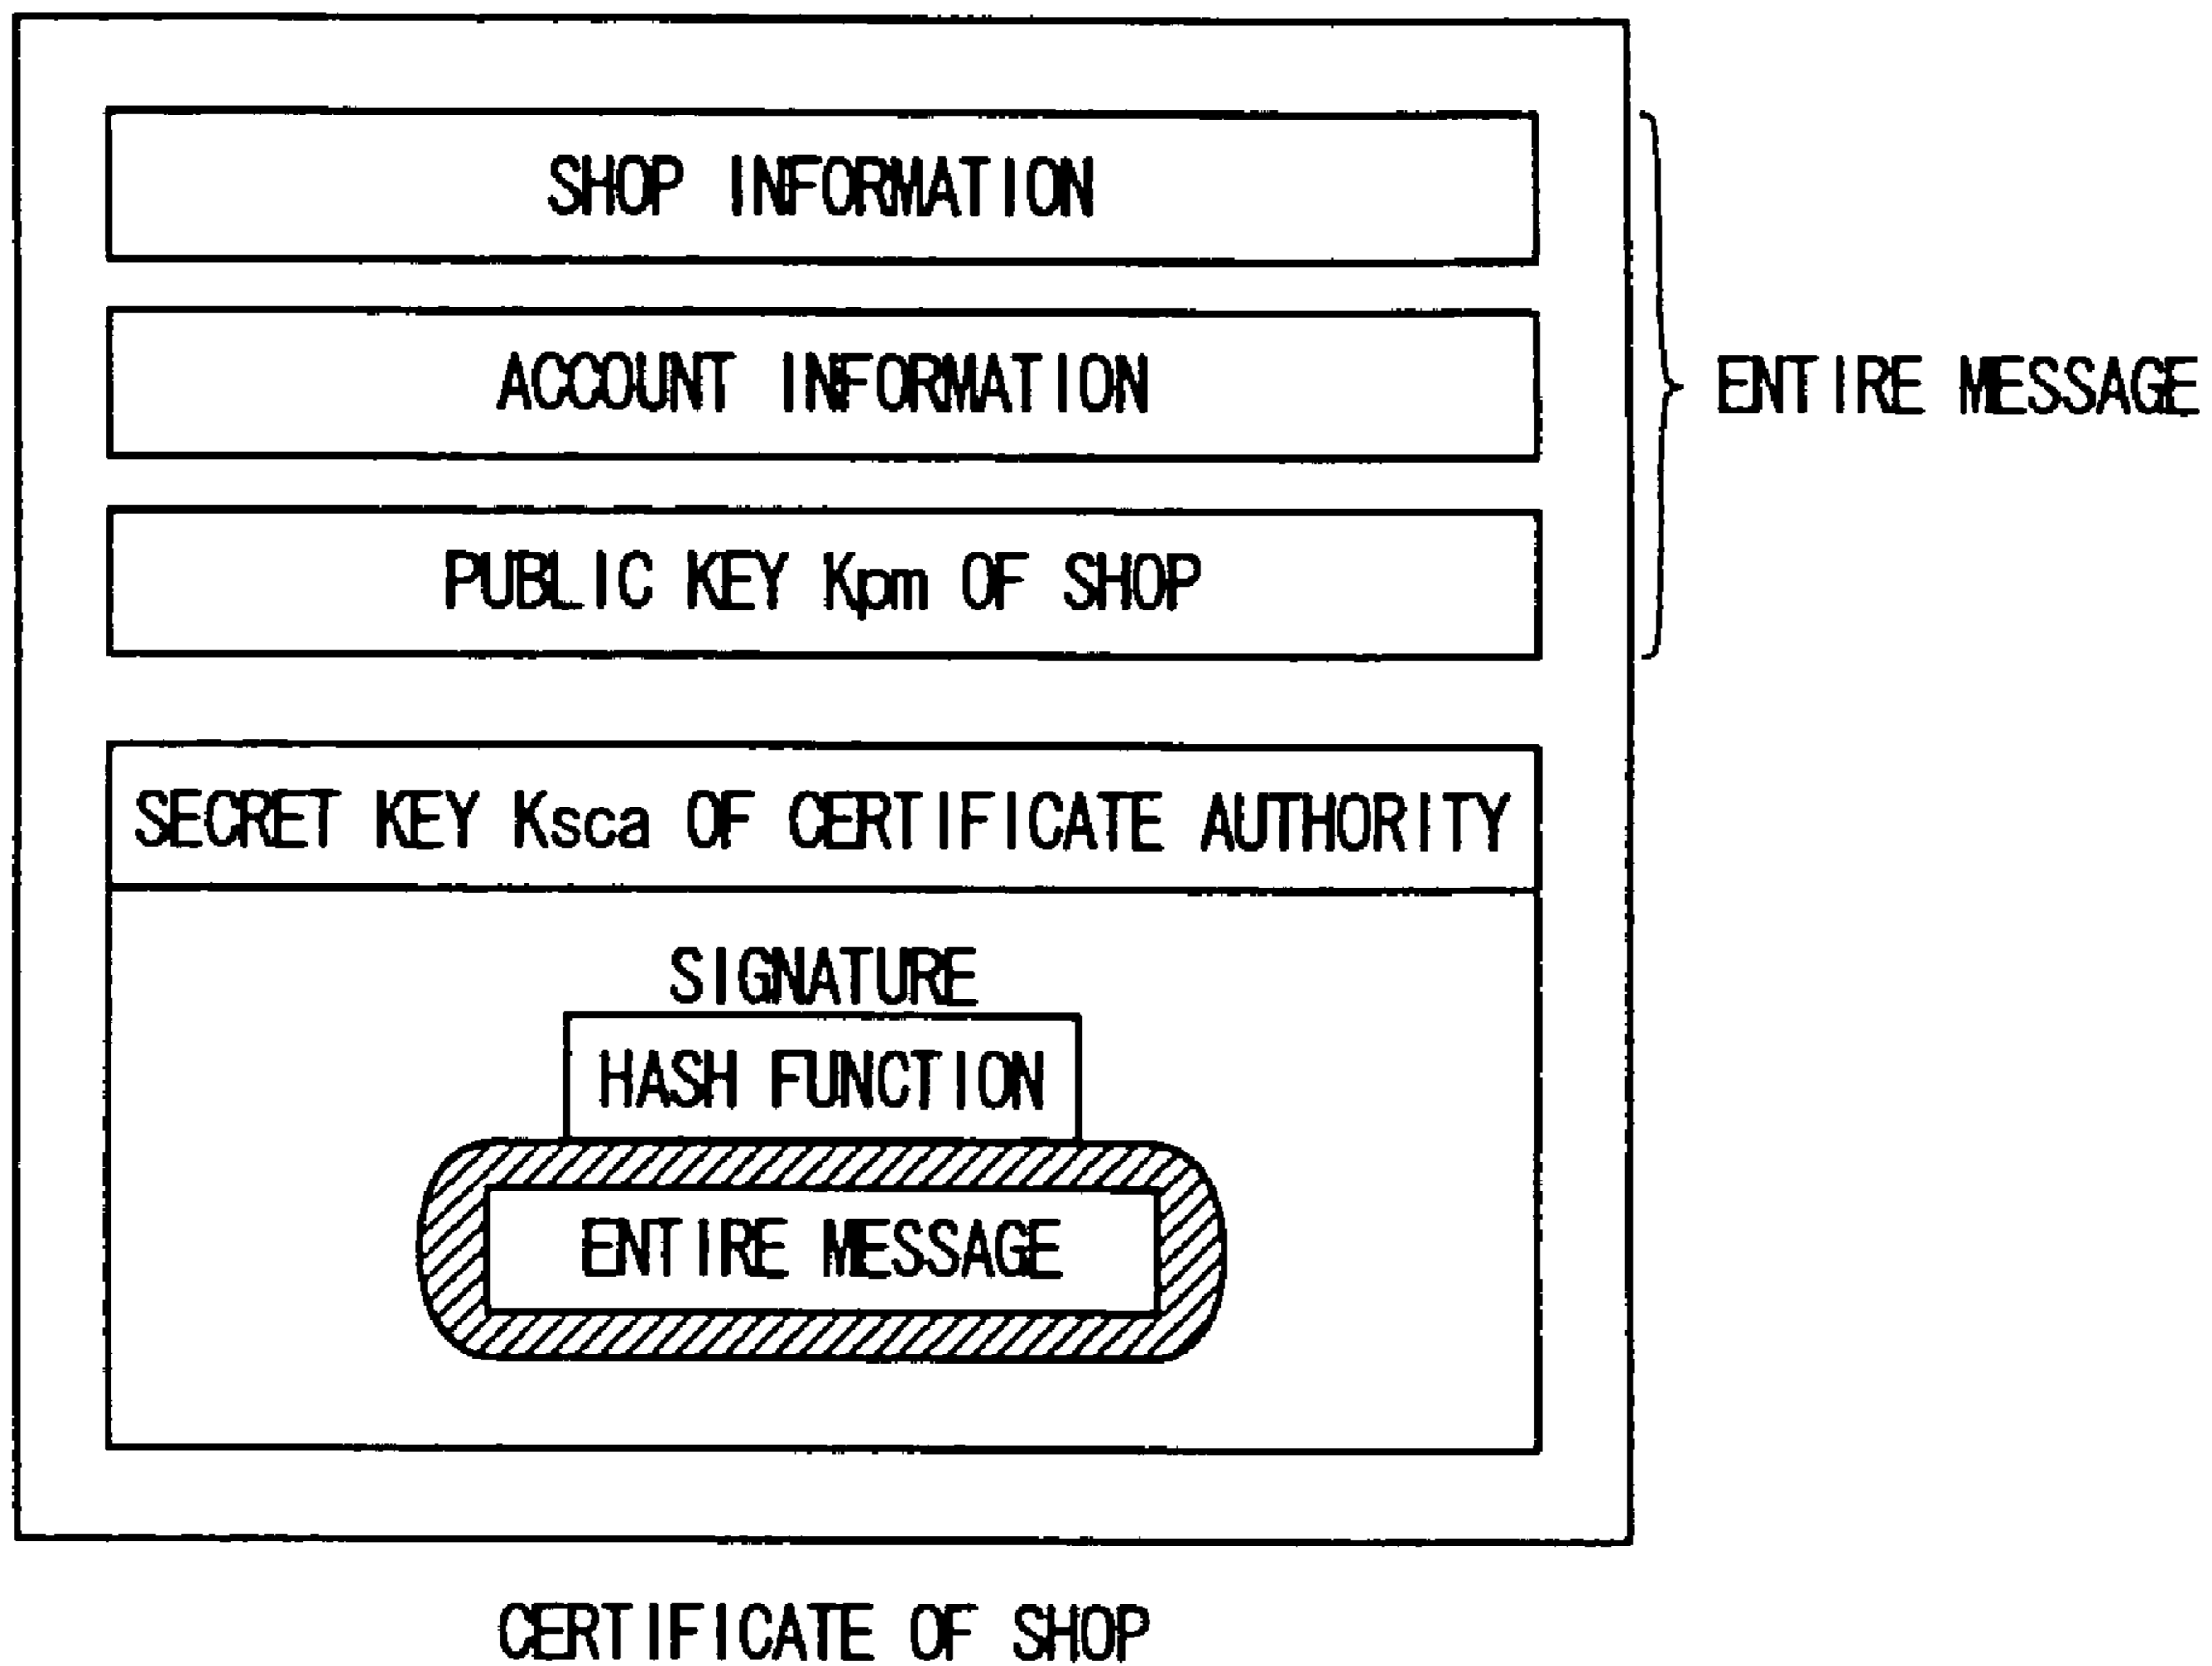 SHOP INFORMATION
ACCOUNT INFORMATION
ENTIRE MESSAGE
PUBLIC KEY Kpm OF SHOP
SECRET KEY Ksca OF CERTIFICATE AUTHORITY
SIGNATURE
HASH FUNCTION
ENTIRE MESSAGE
CERTIFICATE OF SHOP